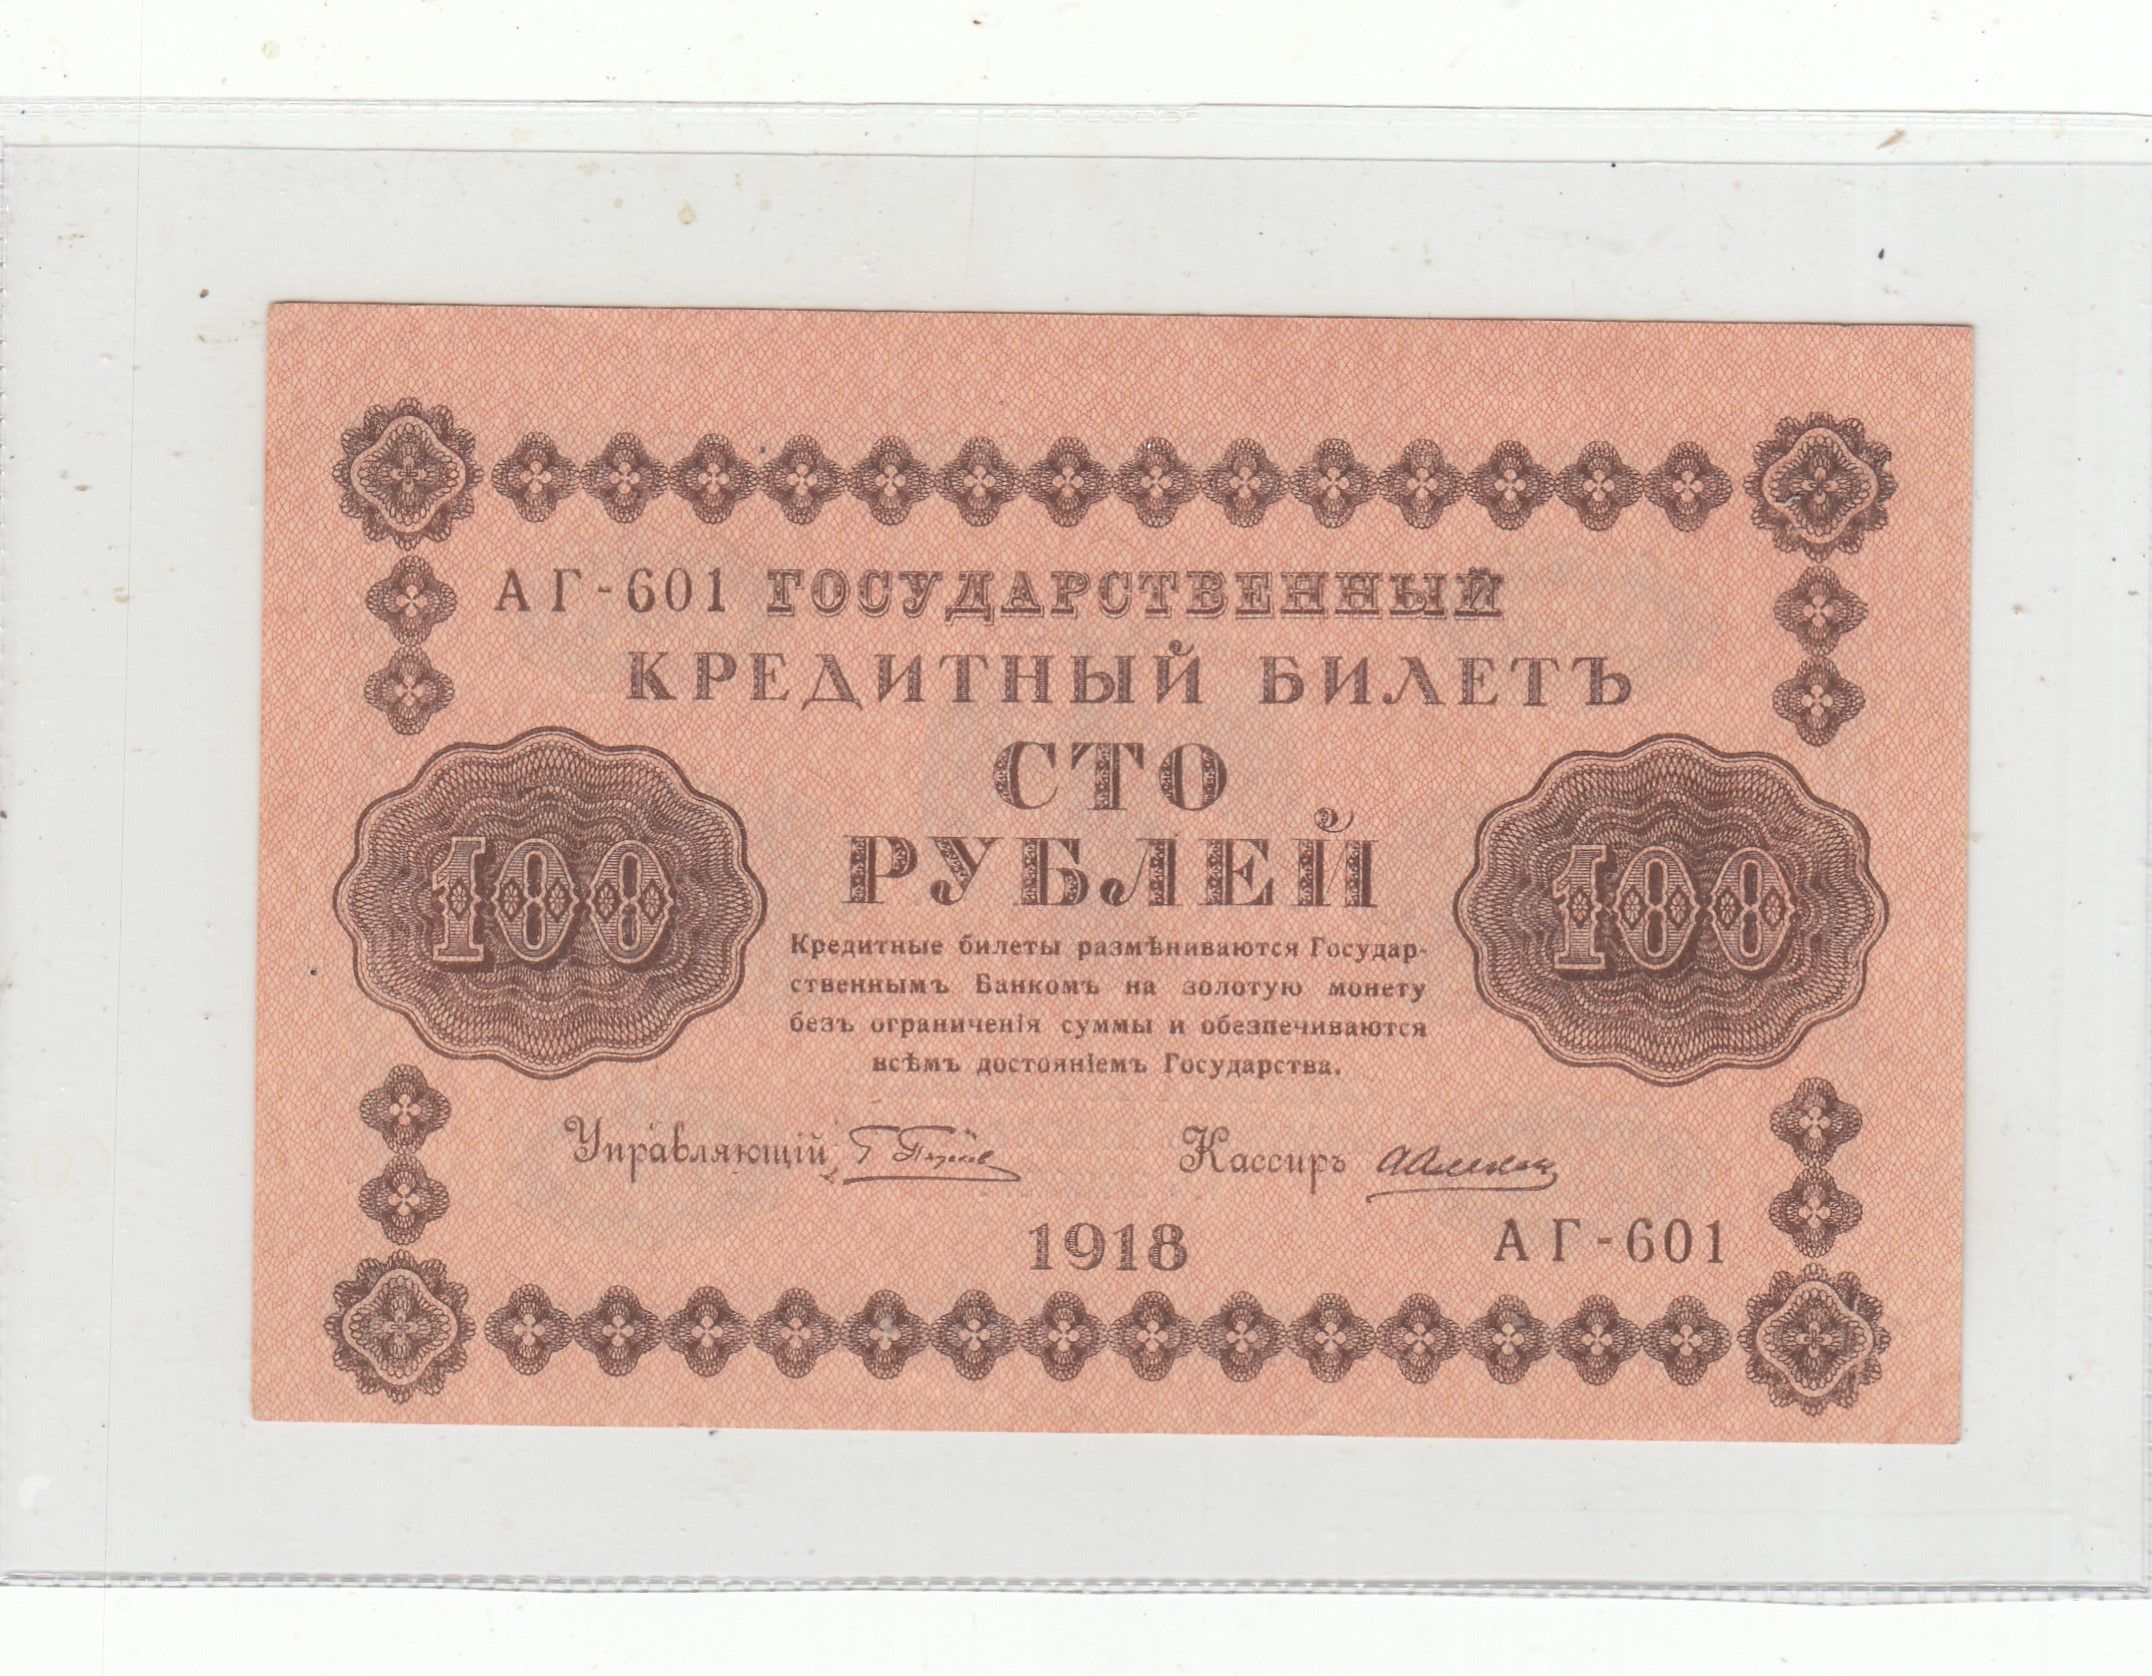 АГ-601 ГОСУДАРСТВЕННЫЙ
КРЕДИТНЫЙ БИЛЕТЪ
СТО
РУБЛЕЙ
100
100
Кредитные билеты размѣниваются Государ-
ственнымъ Банкомъ на золотую монету
безъ ограниченія суммы и обезпечиваются
всѣмъ достояніемъ Государства.
Управляющій
Кассиръ
1918
АГ-601